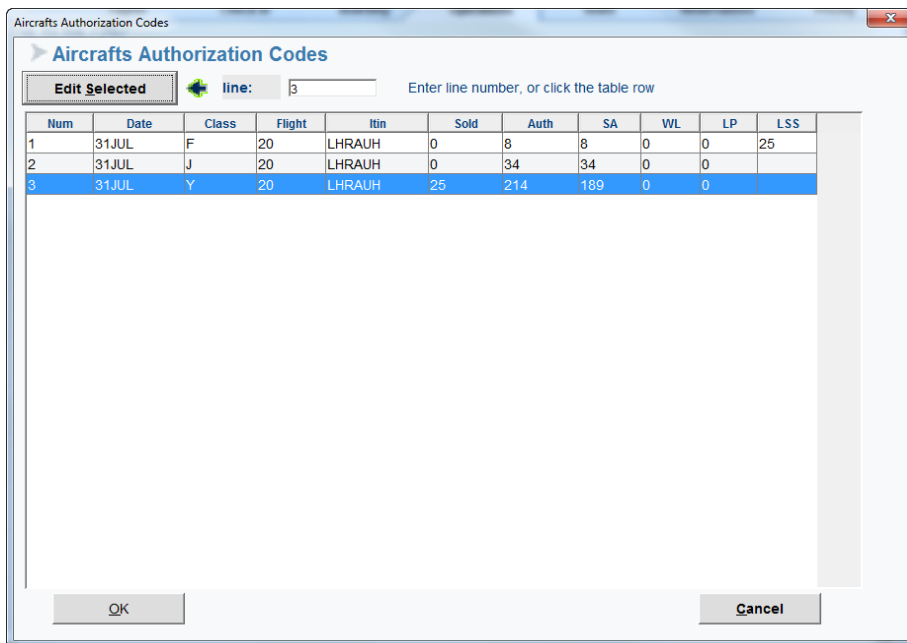 Aircrafts Authorization Codes
Aircrafts Authorization Codes
Edit Selected line: 3 Enter line number, or click the table row
Num Date Class Flight Itin Sold Auth SA WL LP LSS
1 31JUL F 20 LHRAUH 0 8 8 0 0 25
2 31JUL J 20 LHRAUH 0 34 34 0 0
3 31JUL Y 20 LHRAUH 25 214 189 0 0
OK Cancel